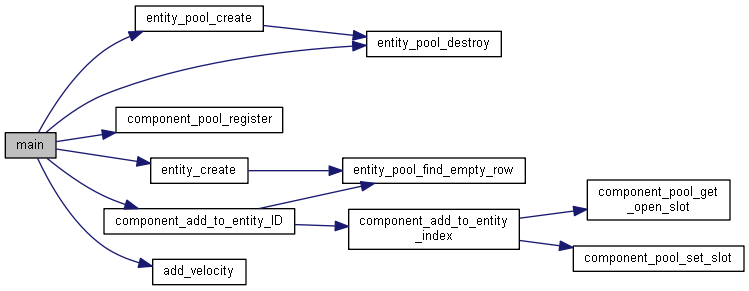 entity_pool_create
entity_pool_destroy
component_pool_register
main
entity_create
entity_pool_find_empty_row
component_pool_get
_open_slot
component_add_to_entity_ID
component_add_to_entity
_index
component_pool_set_slot
add_velocity